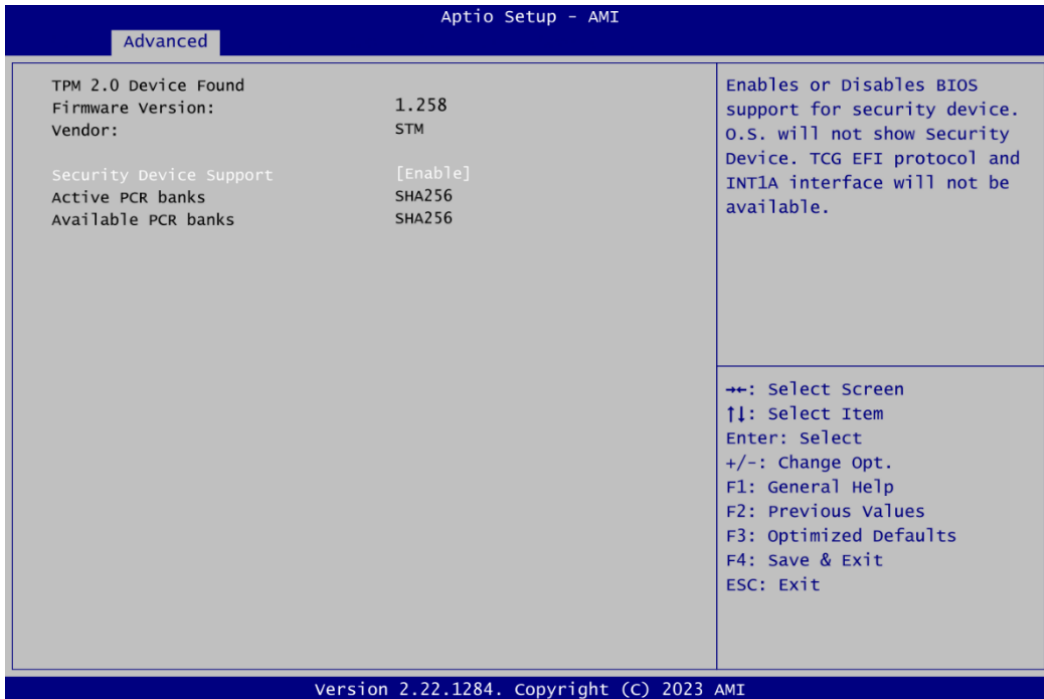 Aptio Setup - AMI
Advanced
TPM 2.0 Device Found
Firmware Version: 1.258
Vendor: STM
Security Device Support [Enable]
Active PCR banks SHA256
Available PCR banks SHA256
Enables or Disables BIOS
support for security device.
O.S. will not show Security
Device. TCG EFI protocol and
INT1A interface will not be
available.
→←: Select Screen
↑↓: Select Item
Enter: Select
+/-: Change Opt.
F1: General Help
F2: Previous Values
F3: Optimized Defaults
F4: Save & Exit
ESC: Exit
Version 2.22.1284. Copyright (C) 2023 AMI